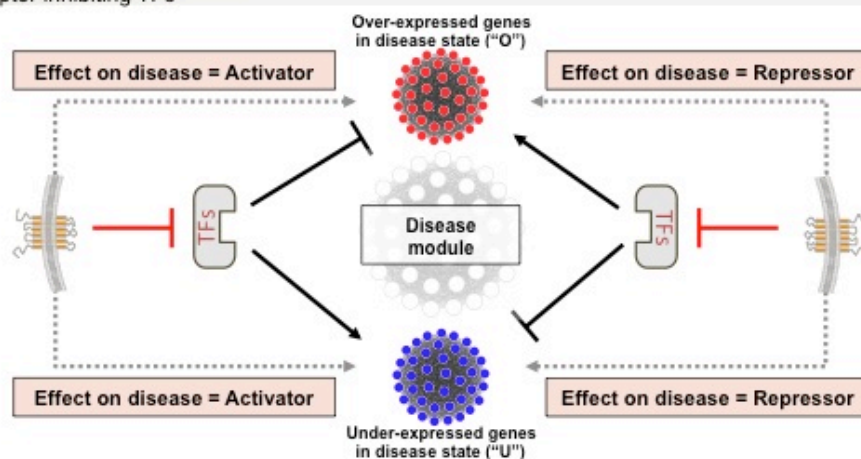 Over-expressed genes
in disease state ("O")
Effect on disease = Activator
Effect on disease = Repressor
TFs
Disease
module
TFs
Effect on disease = Activator
Effect on disease = Repressor
Under-expressed genes
in disease state ("U")